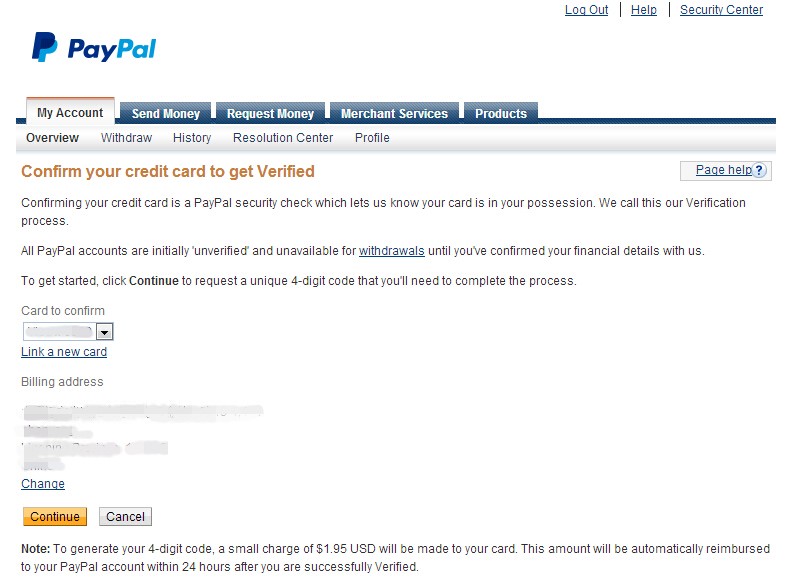 Log Out Help Security Center
PayPal
My Account Send Money Request Money Merchant Services Products
Overview Withdraw History Resolution Center Profile
Confirm your credit card to get Verified Page help ?
Confirming your credit card is a PayPal security check which lets us know your card is in your possession. We call this our Verification
process.
All PayPal accounts are initially 'unverified' and unavailable for withdrawals until you've confirmed your financial details with us.
To get started, click Continue to request a unique 4-digit code that you'll need to complete the process.
Card to confirm
Link a new card
Billing address
Change
Continue Cancel
Note: To generate your 4-digit code, a small charge of $1.95 USD will be made to your card. This amount will be automatically reimbursed
to your PayPal account within 24 hours after you are successfully Verified.